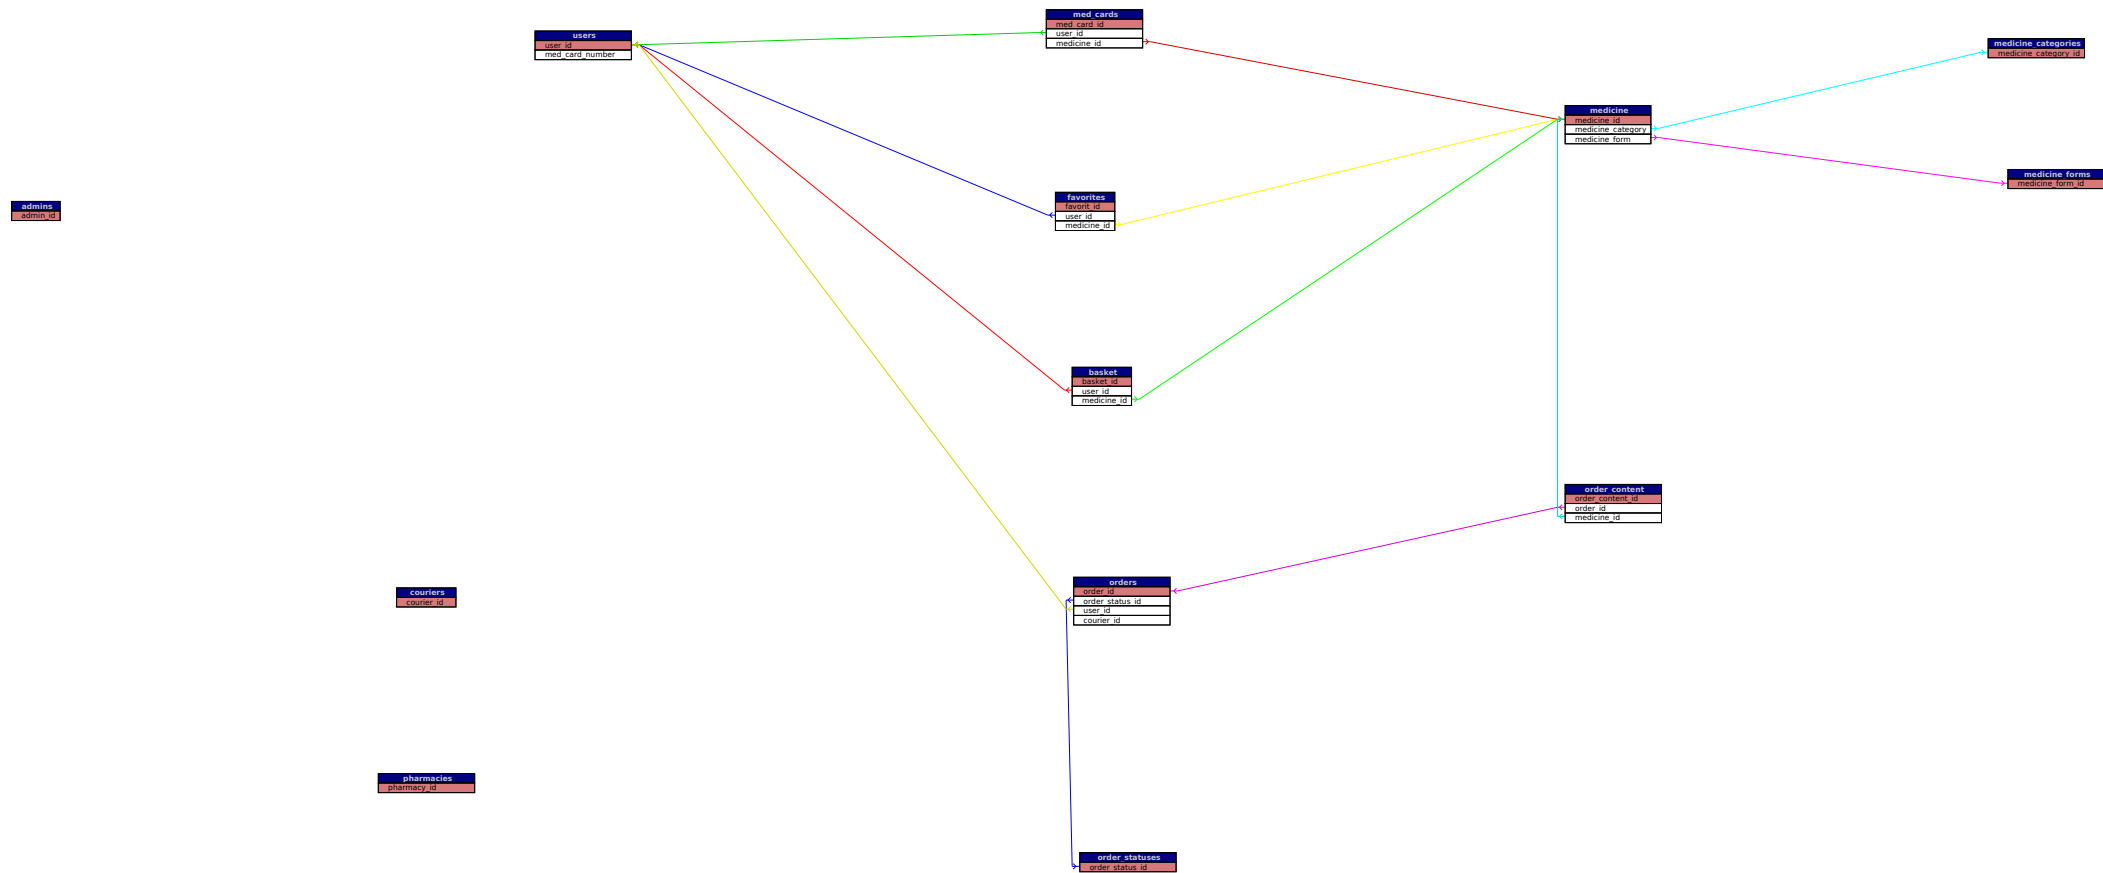 users
user_id
med_card_number
med_cards
med_card_id
user_id
medicine_id
medicine_categories
medicine_category_id
medicine
medicine_id
medicine_category
medicine_form
medicine_forms
medicine_form_id
admins
admin_id
favorites
favorit_id
user_id
medicine_id
basket
basket_id
user_id
medicine_id
order_content
order_content_id
order_id
medicine_id
couriers
courier_id
orders
order_id
order_status_id
user_id
courier_id
pharmacies
pharmacy_id
order_statuses
order_status_id